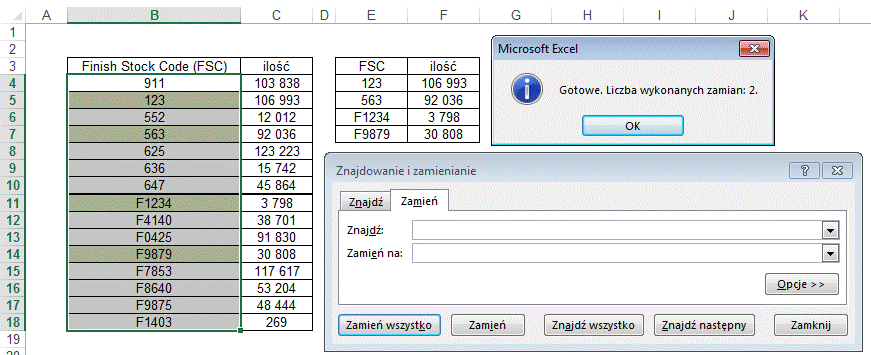 A B C D E F G H I J K
1
2
3 Finish Stock Code (FSC) ilość FSC ilość
4 911 103 838 123 106 993
5 123 106 993 563 92 036
6 552 12 012 F1234 3 798
7 563 92 036 F9879 30 808
8 625 123 223
9 636 15 742
10 647 45 864
11 F1234 3 798
12 F4140 38 701
13 F0425 91 830
14 F9879 30 808
15 F7853 117 617
16 F8640 53 204
17 F9875 48 444
18 F1403 269
19
20
Microsoft Excel
Gotowe. Liczba wykonanych zamian: 2.
OK
Znajdowanie i zamienianie
Znajdź Zamień
Znajdź:
Zamień na:
Opcje >>
Zamień wszystko Zamień Znajdź wszystko Znajdź następny Zamknij